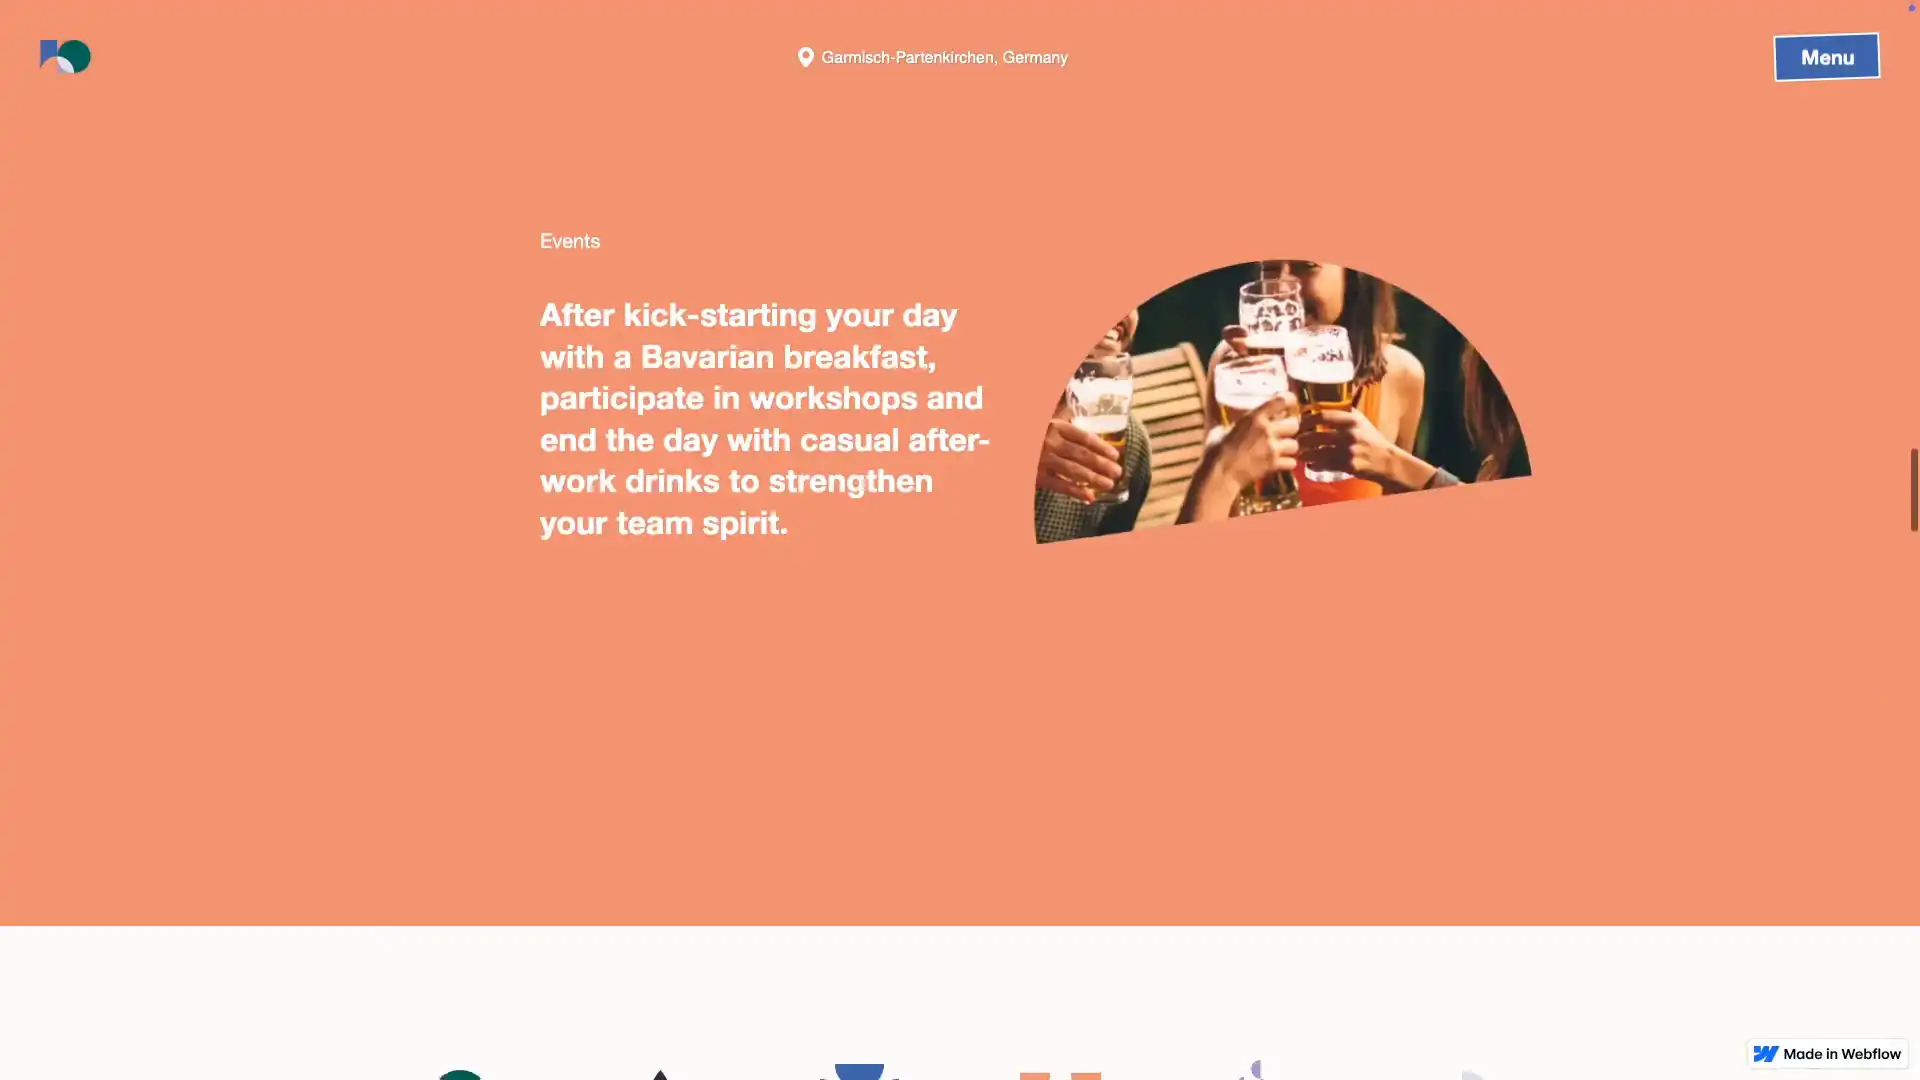 Garmisch-Partenkirchen, Germany
Menu
Events
After kick-starting your day
with a Bavarian breakfast,
participate in workshops and
end the day with casual after-
work drinks to strengthen
your team spirit.
Made in Webflow